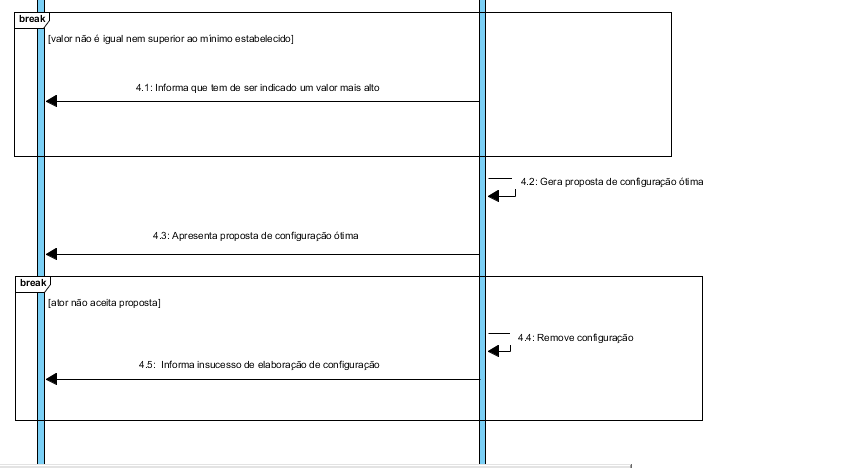 break
[valor não é igual nem superior ao mínimo estabelecido]
4.1: Informa que tem de ser indicado um valor mais alto
4.2: Gera proposta de configuração ótima
4.3: Apresenta proposta de configuração ótima
break
[ator não aceita proposta]
4.4: Remove configuração
4.5:  Informa insucesso de elaboração de configuração